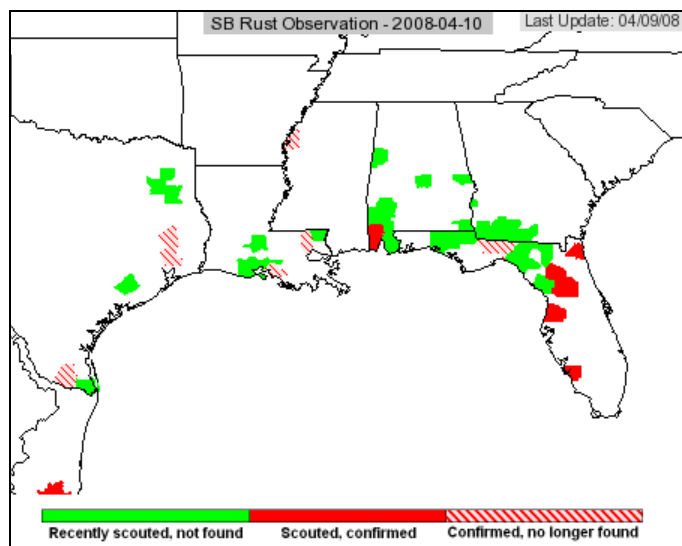 SB Rust Observation - 2008-04-10
Last Update: 04/09/08
Recently scouted, not found
Scouted, confirmed
Confirmed, no longer found